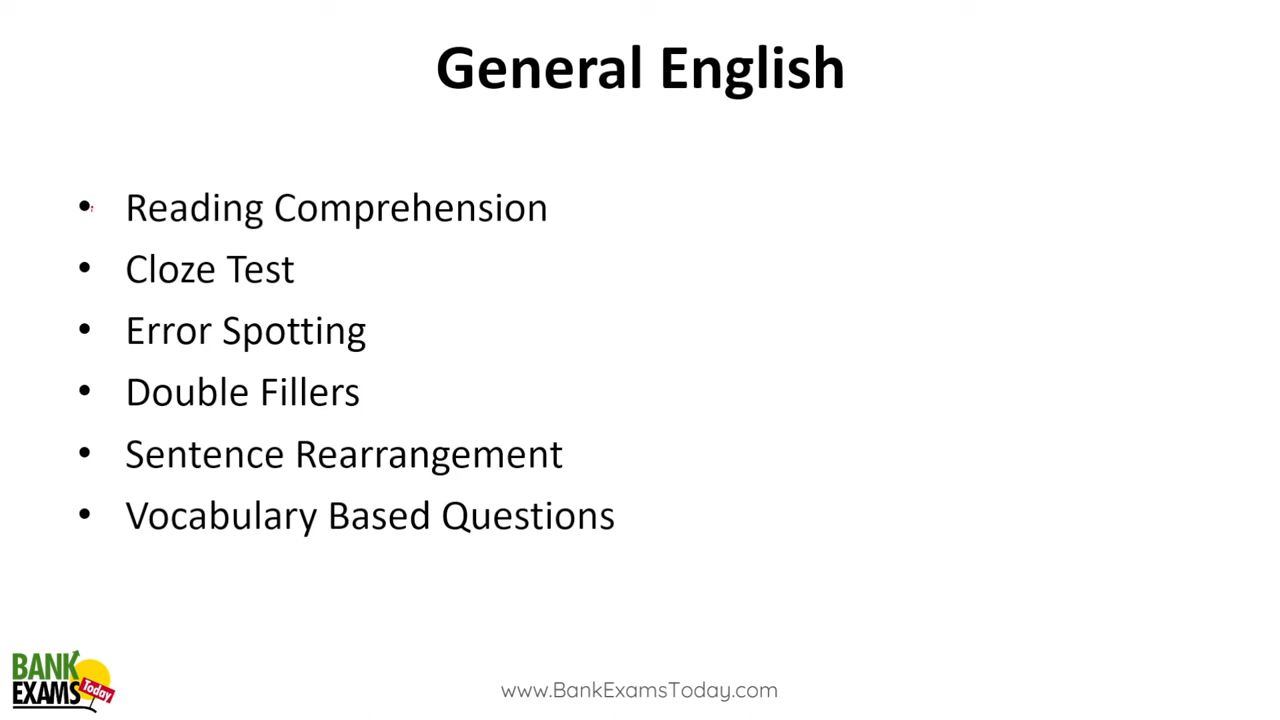 General English
• Reading Comprehension
• Cloze Test
• Error Spotting
• Double Fillers
• Sentence Rearrangement
• Vocabulary Based Questions
BANK
EXAMS Today
www.BankExamsToday.com